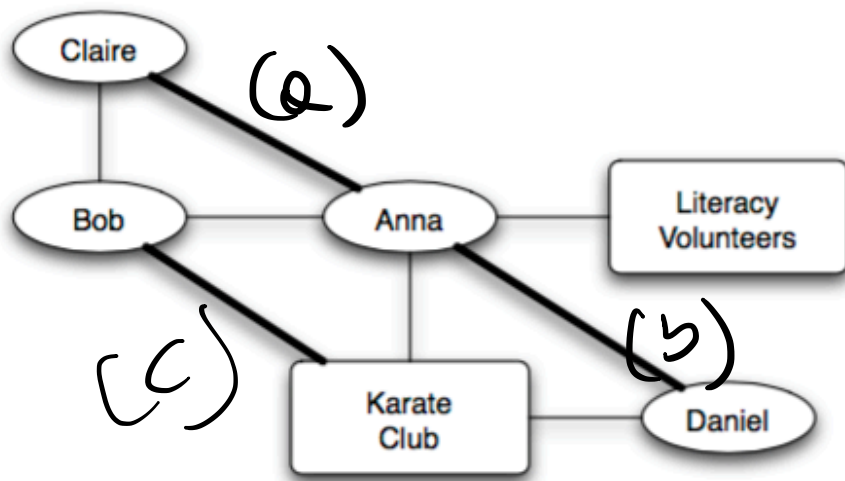 Claire
(a)
Bob
Anna
Literacy
Volunteers
(b)
(c)
Karate
Club
Daniel